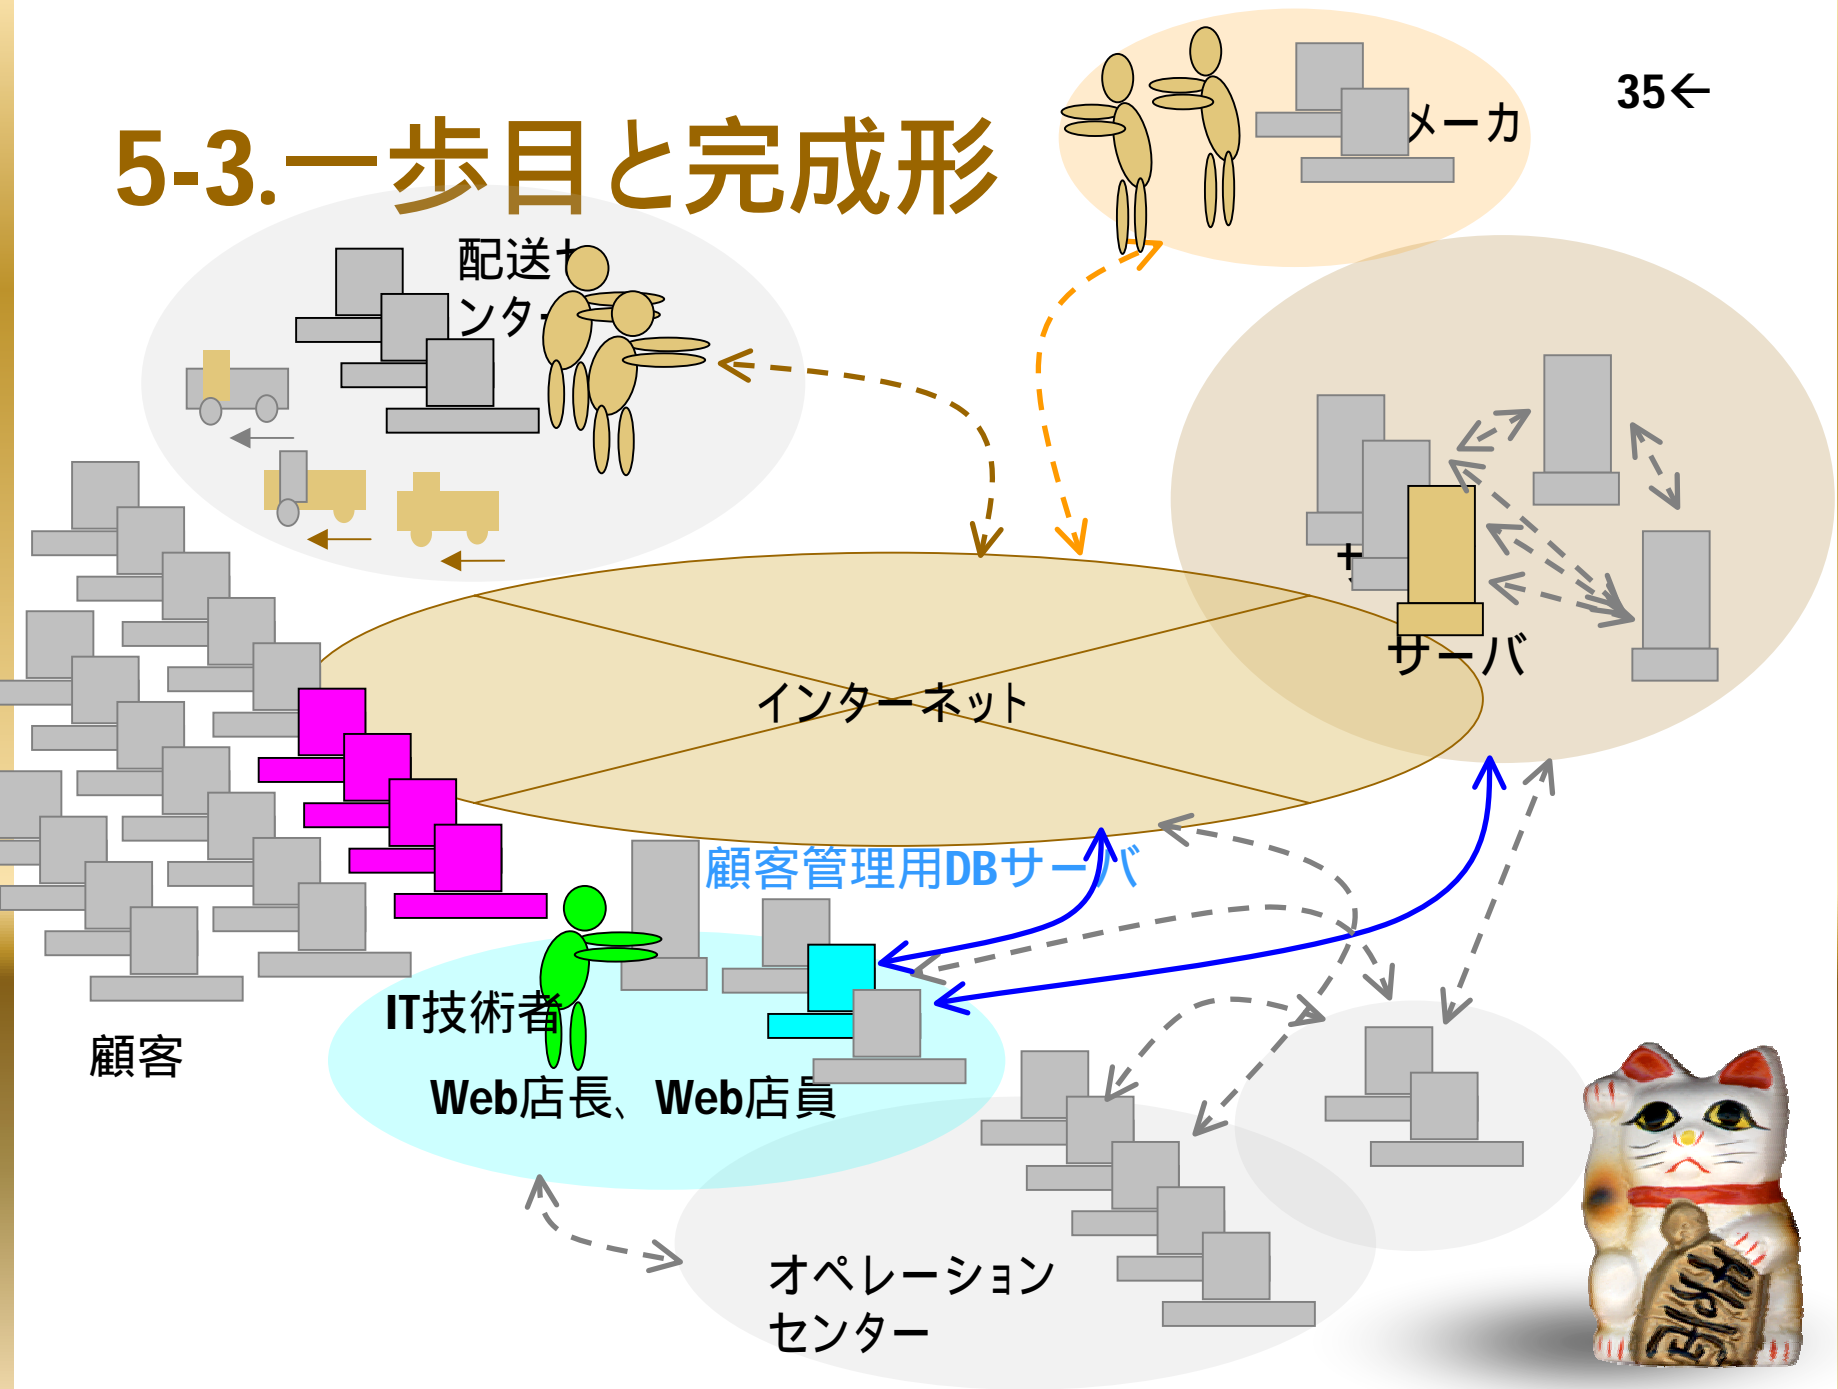 35←
5-3.一歩目と完成形
メーカ
配送セ
ンター
サーバ
インターネット
顧客管理用DBサーバ
IT技術者
顧客
Web店長、Web店員
オペレーション
センター